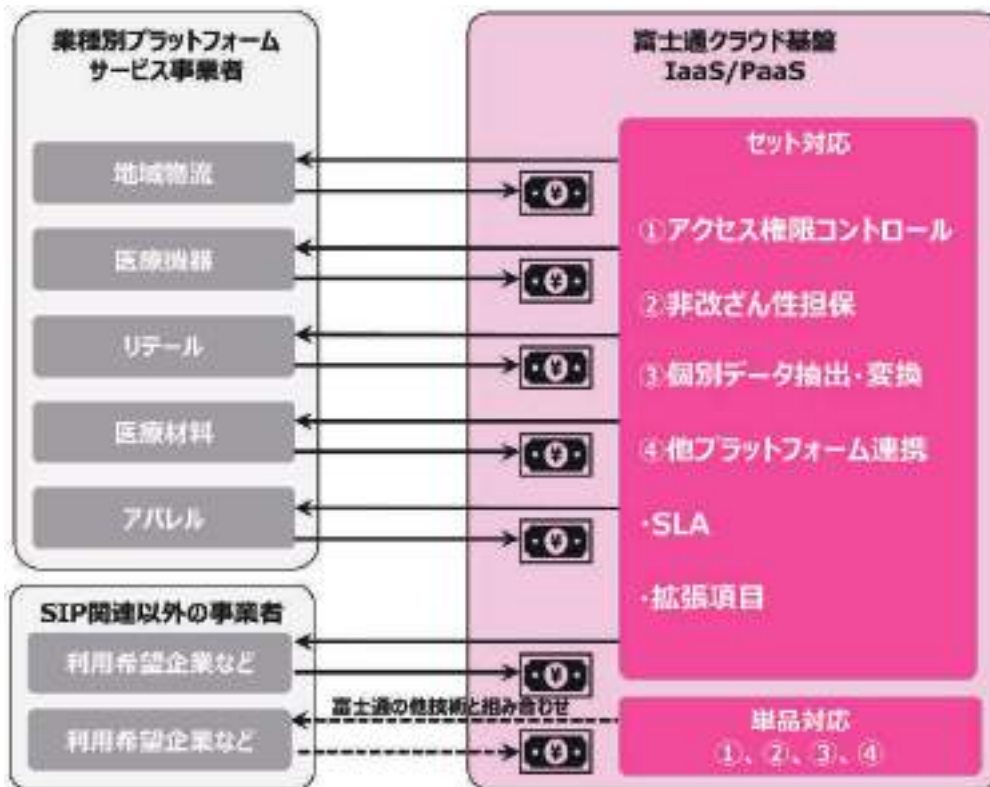 業種別プラットフォーム
サービス事業者
地域物流
医療機器
リテール
医療材料
アパレル
SIP関連以外の事業者
利用希望企業など
利用希望企業など
富士通の他技術と組み合わせ
富士通クラウド基盤
IaaS/PaaS
セット対応
①アクセス権限コントロール
②非改ざん性担保
③個別データ抽出・変換
④他プラットフォーム連携
・SLA
・拡張項目
単品対応
①、②、③、④
¥
¥
¥
¥
¥
¥
¥